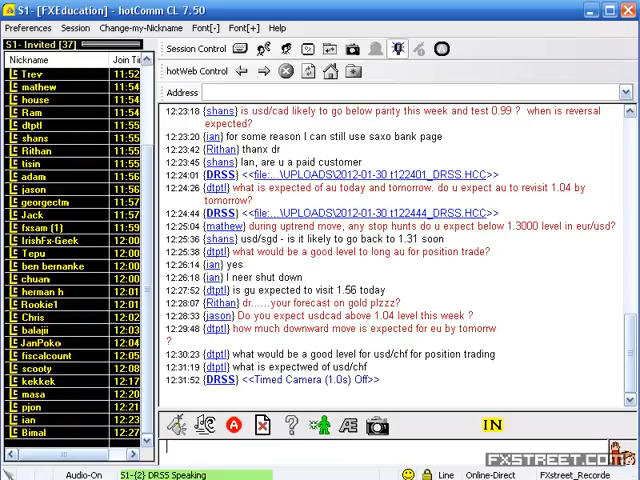 S1- [FXEducation] - hotComm CL 7.50
Preferences Session Change-my-Nickname Font[-] Font[+] Help-
S1- Invited [37]
Nickname Join Ti
Trev 11:52
mathew 11:54
house 11:54
Ram 11:54
dtptl 11:54
shans 11:54
Rithan 11:55
tisin 11:55
adam 11:56
jason 11:56
georgectm 11:57
Jack 11:57
fxsam (1) 11:58
IrishFx-Geek 12:00
Tepu 12:00
ben bernanke 12:00
chuan 12:00
herman h 12:01
Rookie1 12:03
Chris 12:07
balajii 12:07
JanPoko 12:07
fiscalcount 12:08
scooty 12:08
kekkek 12:17
masa 12:20
pjon 12:21
ian 12:23
Bimal 12:27
Session Control
hotWeb Control
Address
12:23:18 {shans} is usd/cad likely to go below parity this week and test 0.99 ? when is reversal
expected?
12:23:20 {ian} for some reason I can still use saxo bank page
12:23:42 {Rithan} thanx dr
12:23:45 {shans} Ian, are u a paid customer
12:24:01 {DRSS} <<file:...\UPLOADS\2012-01-30 t122401_DRSS.HCC>>
12:24:26 {dtptl} what is expected of au today and tomorrow. do u expect au to revisit 1.04 by
tomorrow?
12:24:44 {DRSS} <<file:...\UPLOADS\2012-01-30 t122444_DRSS.HCC>>
12:25:04 {mathew} during uptrend move, any stop hunts do u expect below 1.3000 level in eur/usd?
12:25:36 {shans} usd/sgd - is it likely to go back to 1.31 soon
12:25:38 {dtptl} what would be a good level to long au for position trade?
12:26:14 {ian} yes
12:26:18 {ian} I neer shut down
12:27:52 {dtptl} is gu expected to visit 1.56 today
12:28:07 {Rithan} dr......your forecast on gold plzzz?
12:28:33 {jason} Do you expect usdcad above 1.04 level this week ?
12:29:48 {dtptl} how much downward move is expected for eu by tomorrw
?
12:30:23 {dtptl} what would be a good level for usd/chf for position trading
12:31:19 {dtptl} what is expectwed of usd/chf
12:31:52 {DRSS} <<Timed Camera (1.0s) Off>>
A ? Æ IN
FXSTREET.COM
Audio-On S1-{2} DRSS Speaking Line Online-Direct FXstreet_Recorde